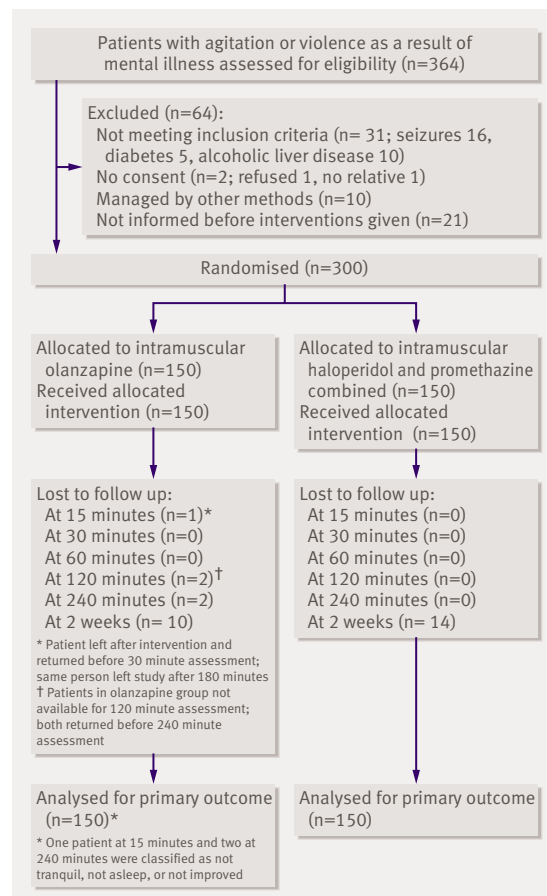 Patients with agitation or violence as a result of
mental illness assessed for eligibility (n=364)
Excluded (n=64):
Not meeting inclusion criteria (n= 31; seizures 16,
diabetes 5, alcoholic liver disease 10)
No consent (n=2; refused 1, no relative 1)
Managed by other methods (n=10)
Not informed before interventions given (n=21)
Randomised (n=300)
Allocated to intramuscular
olanzapine (n=150)
Received allocated
intervention (n=150)
Allocated to intramuscular
haloperidol and promethazine
combined (n=150)
Received allocated
intervention (n=150)
Lost to follow up:
At 15 minutes (n=1)*
At 30 minutes (n=0)
At 60 minutes (n=0)
At 120 minutes (n=2)†
At 240 minutes (n=2)
At 2 weeks (n= 10)
* Patient left after intervention and
returned before 30 minute assessment;
same person left study after 180 minutes
† Patients in olanzapine group not
available for 120 minute assessment;
both returned before 240 minute
assessment
Lost to follow up:
At 15 minutes (n=0)
At 30 minutes (n=0)
At 60 minutes (n=0)
At 120 minutes (n=0)
At 240 minutes (n=0)
At 2 weeks (n= 14)
Analysed for primary outcome
(n=150)*
* One patient at 15 minutes and two at
240 minutes were classified as not
tranquil, not asleep, or not improved
Analysed for primary outcome
(n=150)